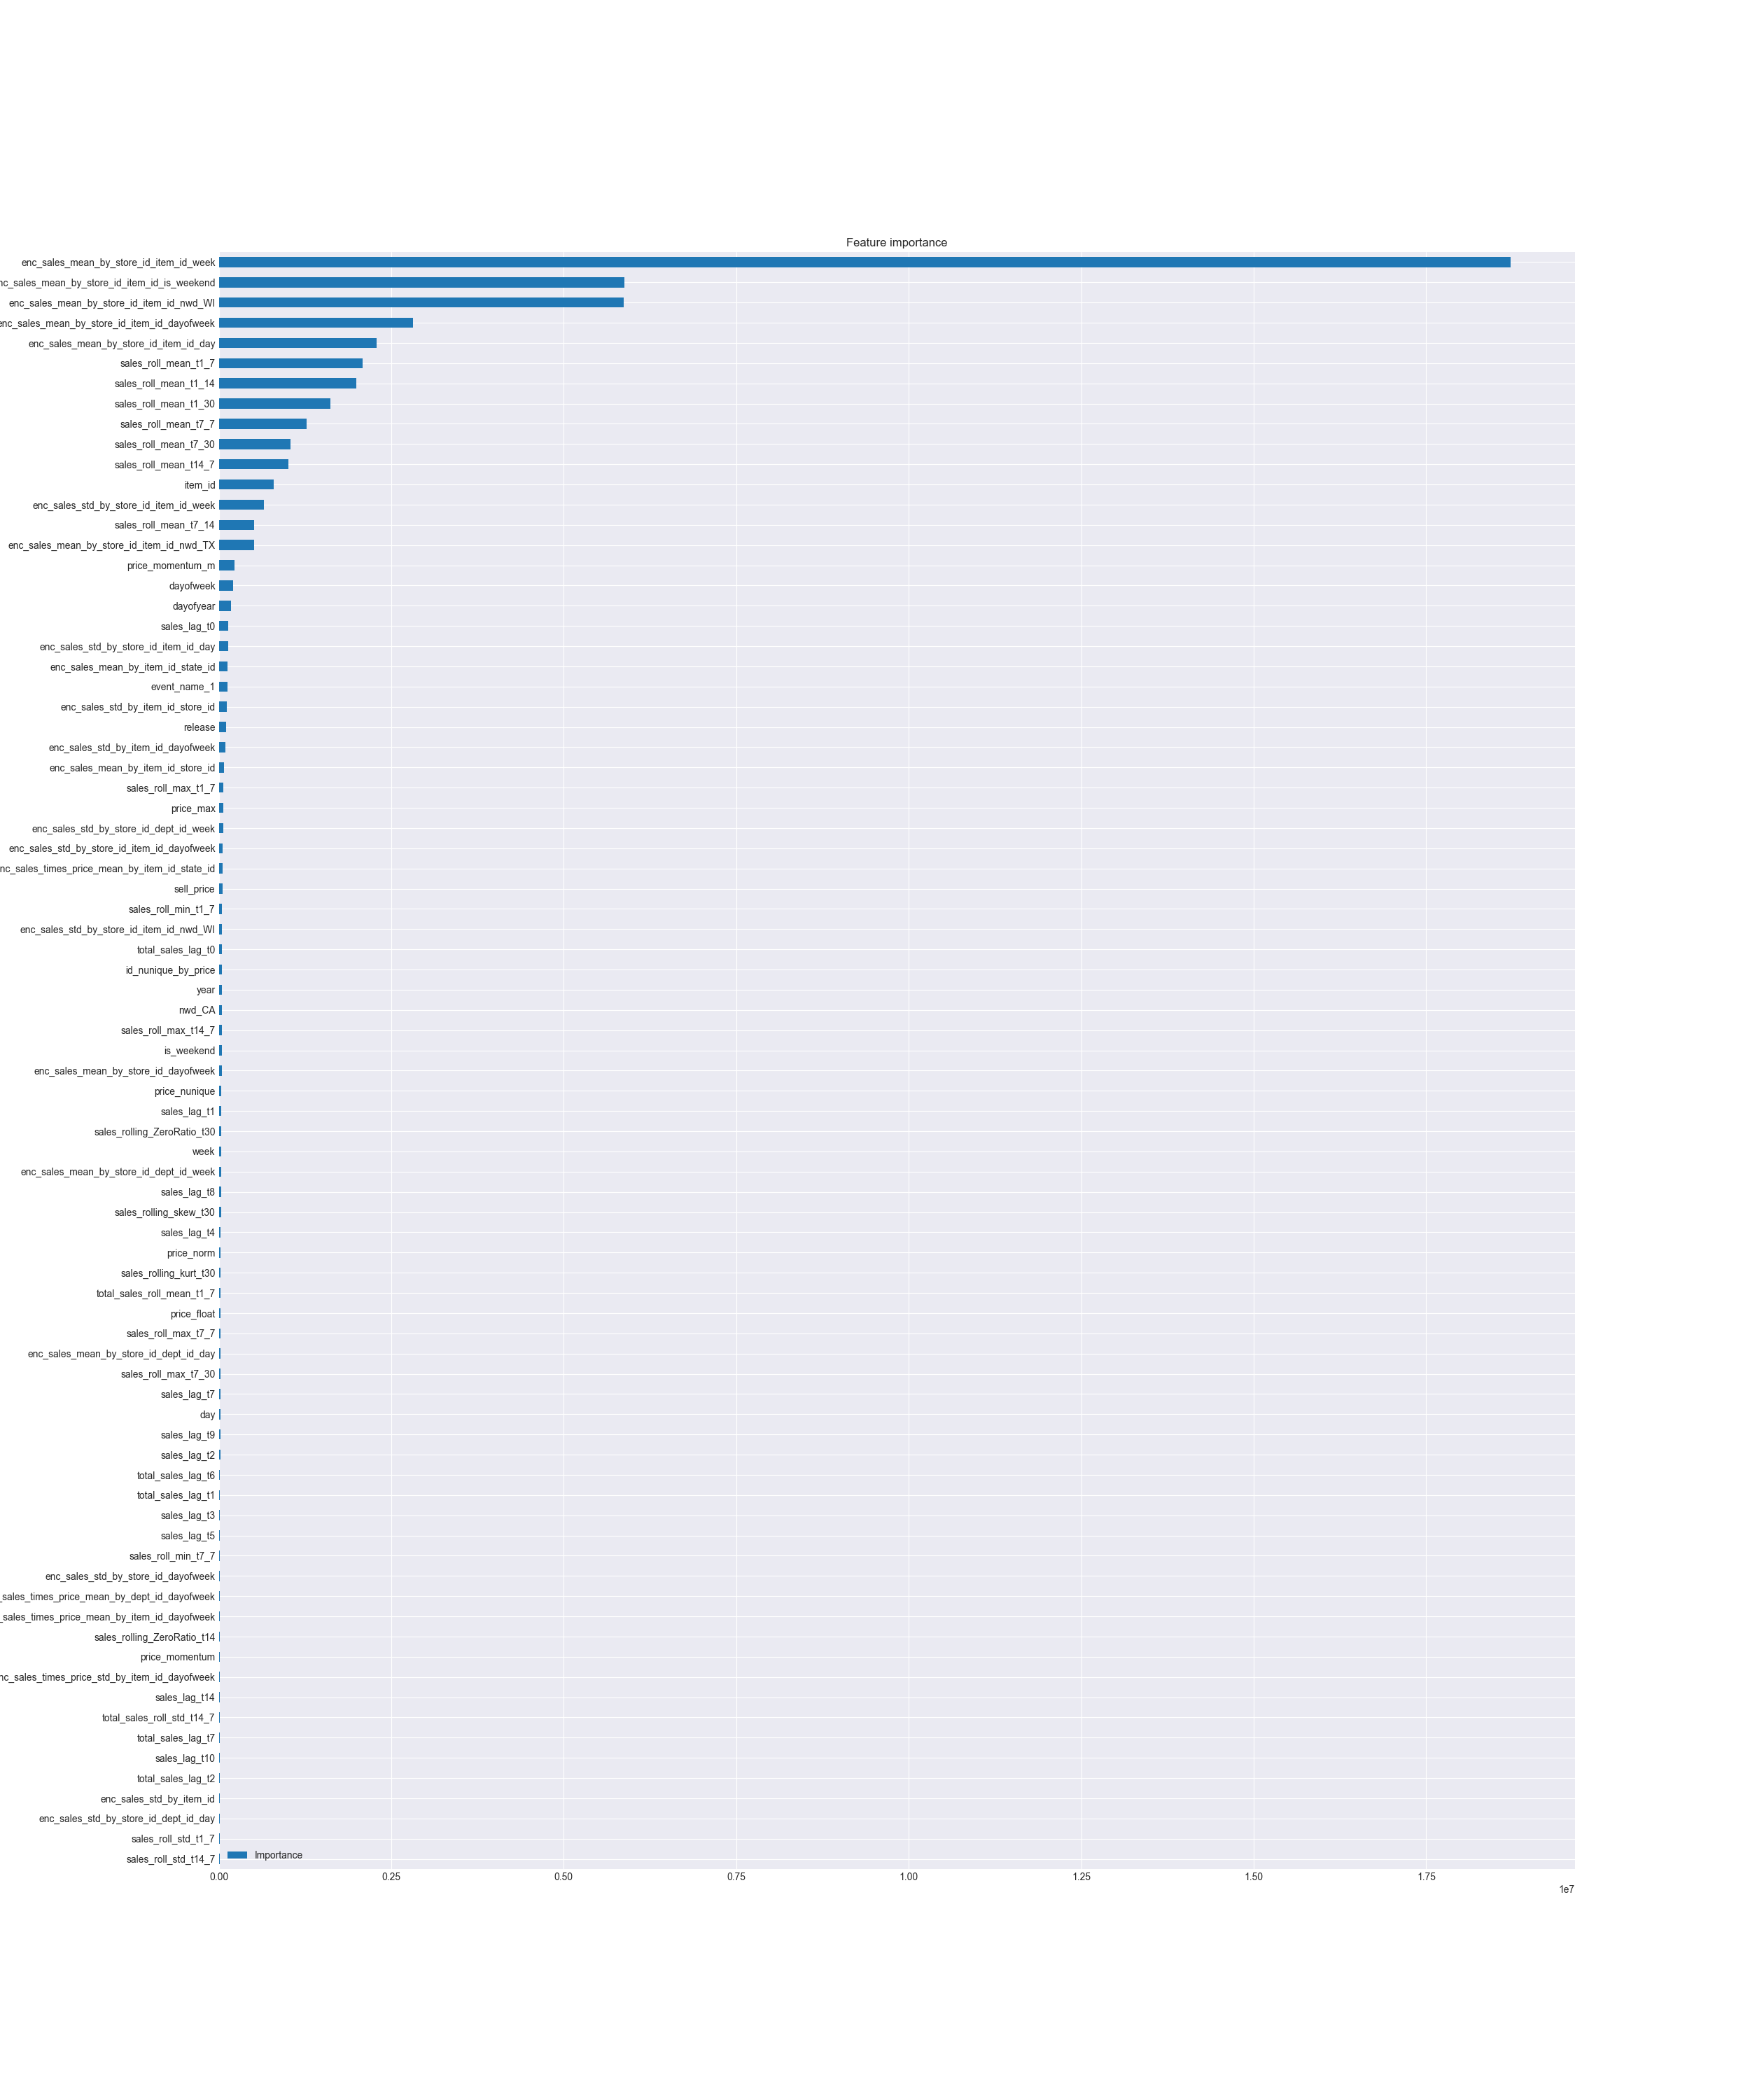 Feature importance
enc_sales_mean_by_store_id_item_id_week
nc_sales_mean_by_store_id_item_id_is_weekend
enc_sales_mean_by_store_id_item_id_nwd_WI
enc_sales_mean_by_store_id_item_id_dayofweek
enc_sales_mean_by_store_id_item_id_day
sales_roll_mean_t1_7
sales_roll_mean_t1_14
sales_roll_mean_t1_30
sales_roll_mean_t7_7
sales_roll_mean_t7_30
sales_roll_mean_t14_7
item_id
enc_sales_std_by_store_id_item_id_week
sales_roll_mean_t7_14
enc_sales_mean_by_store_id_item_id_nwd_TX
price_momentum_m
dayofweek
dayofyear
sales_lag_t0
enc_sales_std_by_store_id_item_id_day
enc_sales_mean_by_item_id_state_id
event_name_1
enc_sales_std_by_item_id_store_id
release
enc_sales_std_by_item_id_dayofweek
enc_sales_mean_by_item_id_store_id
sales_roll_max_t1_7
price_max
enc_sales_std_by_store_id_dept_id_week
enc_sales_std_by_store_id_item_id_dayofweek
nc_sales_times_price_mean_by_item_id_state_id
sell_price
sales_roll_min_t1_7
enc_sales_std_by_store_id_item_id_nwd_WI
total_sales_lag_t0
id_nunique_by_price
year
nwd_CA
sales_roll_max_t14_7
is_weekend
enc_sales_mean_by_store_id_dayofweek
price_nunique
sales_lag_t1
sales_rolling_ZeroRatio_t30
week
enc_sales_mean_by_store_id_dept_id_week
sales_lag_t8
sales_rolling_skew_t30
sales_lag_t4
price_norm
sales_rolling_kurt_t30
total_sales_roll_mean_t1_7
price_float
sales_roll_max_t7_7
enc_sales_mean_by_store_id_dept_id_day
sales_roll_max_t7_30
sales_lag_t7
day
sales_lag_t9
sales_lag_t2
total_sales_lag_t6
total_sales_lag_t1
sales_lag_t3
sales_lag_t5
sales_roll_min_t7_7
enc_sales_std_by_store_id_dayofweek
_sales_times_price_mean_by_dept_id_dayofweek
_sales_times_price_mean_by_item_id_dayofweek
sales_rolling_ZeroRatio_t14
price_momentum
nc_sales_times_price_std_by_item_id_dayofweek
sales_lag_t14
total_sales_roll_std_t14_7
total_sales_lag_t7
sales_lag_t10
total_sales_lag_t2
enc_sales_std_by_item_id
enc_sales_std_by_store_id_dept_id_day
sales_roll_std_t1_7
sales_roll_std_t14_7
Importance
0.00 0.25 0.50 0.75 1.00 1.25 1.50 1.75
1e7